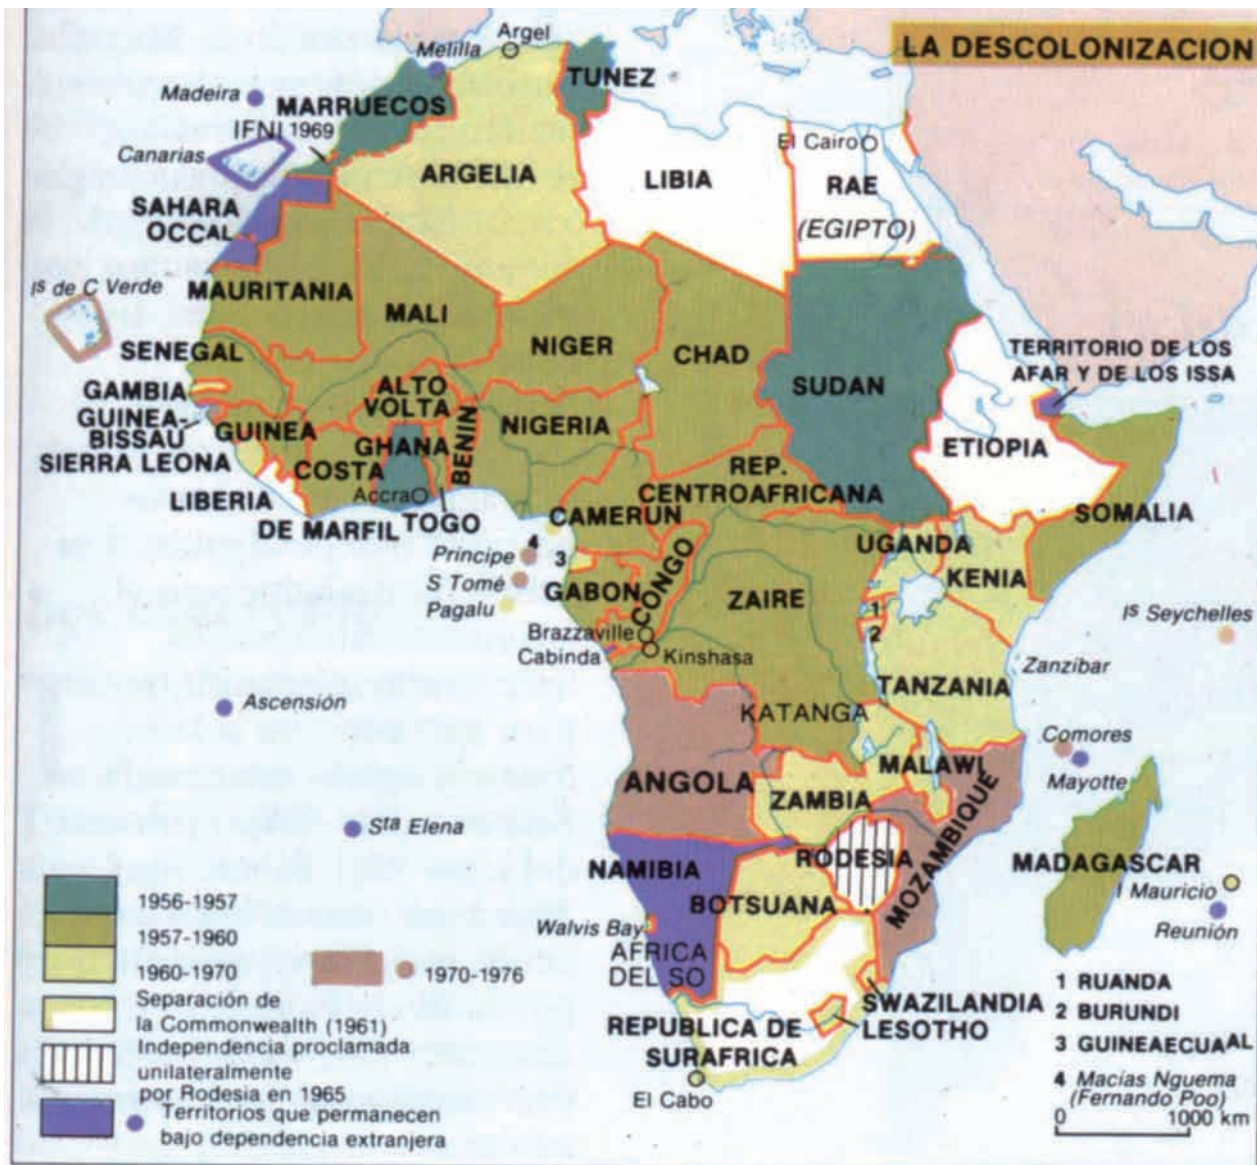 LA DESCOLONIZACION
Argel
Melilla
TUNEZ
Madeira
MARRUECOS
IFNI 1969
Canarias
El Cairo
ARGELIA
LIBIA
RAE
(EGIPTO)
SAHARA
OCCAL
Is de C Verde
MAURITANIA
MALI
NIGER
CHAD
SUDAN
TERRITORIO DE LOS
AFAR Y DE LOS ISSA
SENEGAL
GAMBIA
GUINEA-
BISSAU
GUINEA
ALTO
VOLTA
BENIN
NIGERIA
ETIOPIA
SIERRA LEONA
COSTA
DE MARFIL
GHANA
Accra
LIBERIA
TOGO
REP.
CENTROAFRICANA
CAMERUN
SOMALIA
UGANDA
KENIA
4
Principe
3
S Tomé
Pagalu
GABON
CONGO
ZAIRE
1
2
Is Seychelles
Brazzaville
Cabinda
Kinshasa
TANZANIA
Zanzibar
Ascensión
KATANGA
Comores
Mayotte
ANGOLA
MALAWI
ZAMBIA
MOZAMBIQUE
Sta Elena
NAMIBIA
RODESIA
MADAGASCAR
I Mauricio
Reunión
BOTSUANA
Walvis Bay
AFRICA
DEL SO
SWAZILANDIA
LESOTHO
REPUBLICA DE
SURAFRICA
El Cabo
1956-1957
1957-1960
1960-1970
1970-1976
Separación de
la Commonwealth (1961)
Independencia proclamada
unilateralmente
por Rodesia en 1965
Territorios que permanecen
bajo dependencia extranjera
1 RUANDA
2 BURUNDI
3 GUINEAECUAAL
4 Macías Nguema
(Fernando Poo)
0 1000 km